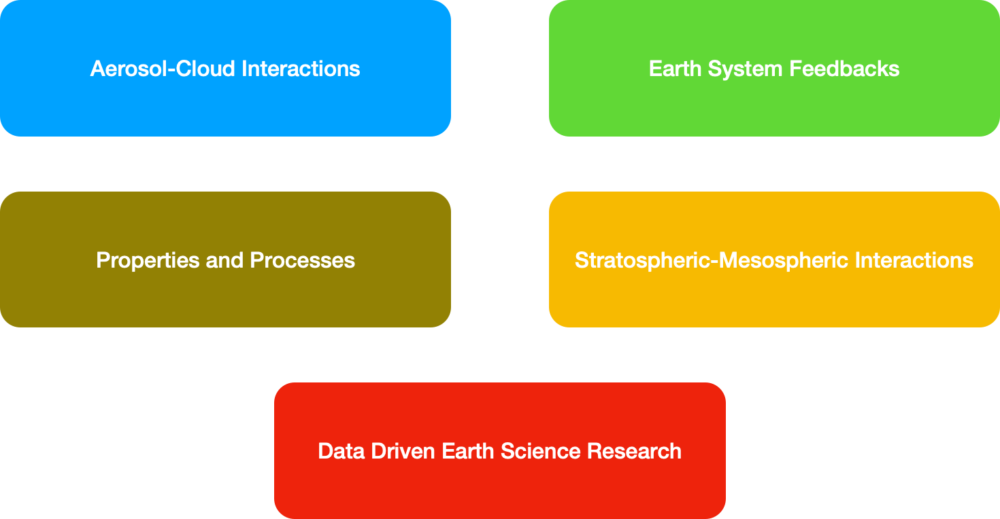 Aerosol-Cloud Interactions
Earth System Feedbacks
Properties and Processes
Stratospheric-Mesospheric Interactions
Data Driven Earth Science Research